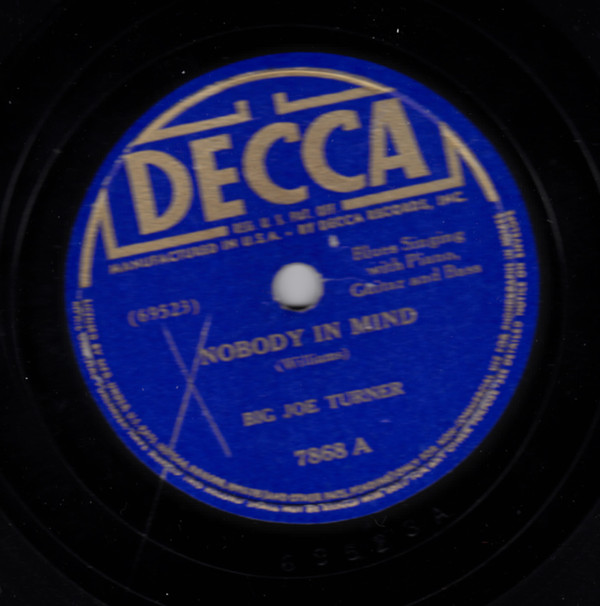 DECCA
REG. U. S. PAT. OFF.
MANUFACTURED IN U.S.A. - BY DECCA RECORDS, INC.
Blues Singing
with Piano,
Guitar and Bass
(69523)
NOBODY IN MIND
(Williams)
BIG JOE TURNER
7868 A
69523A